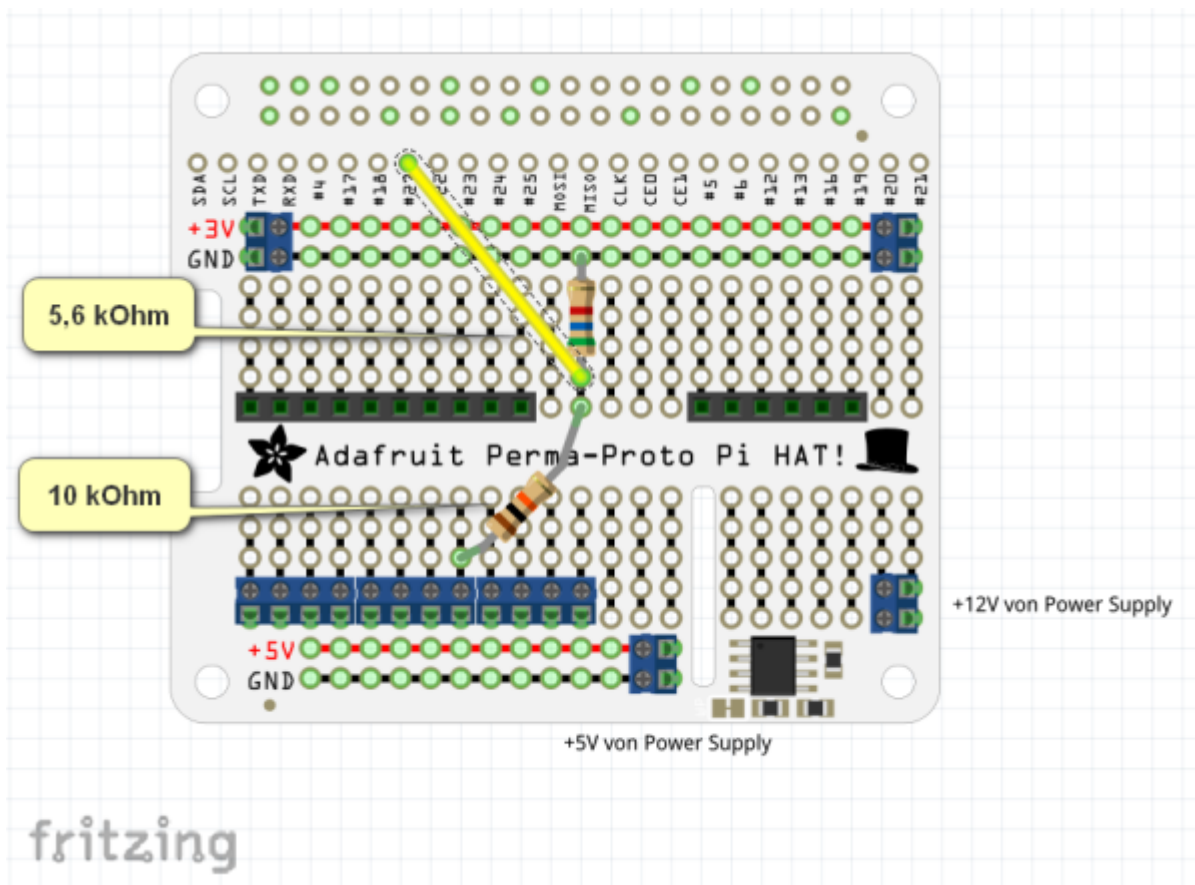 SDA SCL TXD RXD #4 #17 #18 #22 #23 #24 #25 MOSI MISO CLK CE0 CE1 #5 #6 #12 #13 #16 #19 #20 #21
+3V
GND
5,6 kOhm
Adafruit Perma-Proto Pi HAT!
10 kOhm
+12V von Power Supply
+5V
GND
+5V von Power Supply
fritzing